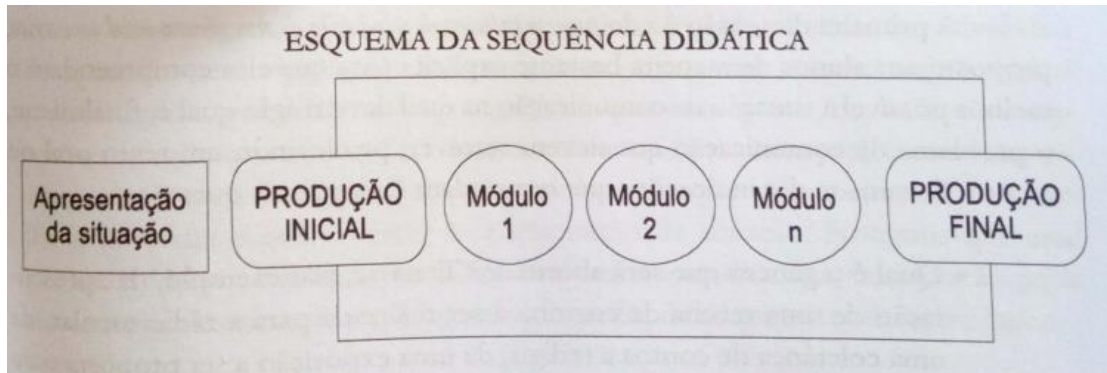 ESQUEMA DA SEQUÊNCIA DIDÁTICA
Apresentação
da situação
PRODUÇÃO
INICIAL
Módulo
1
Módulo
2
Módulo
n
PRODUÇÃO
FINAL